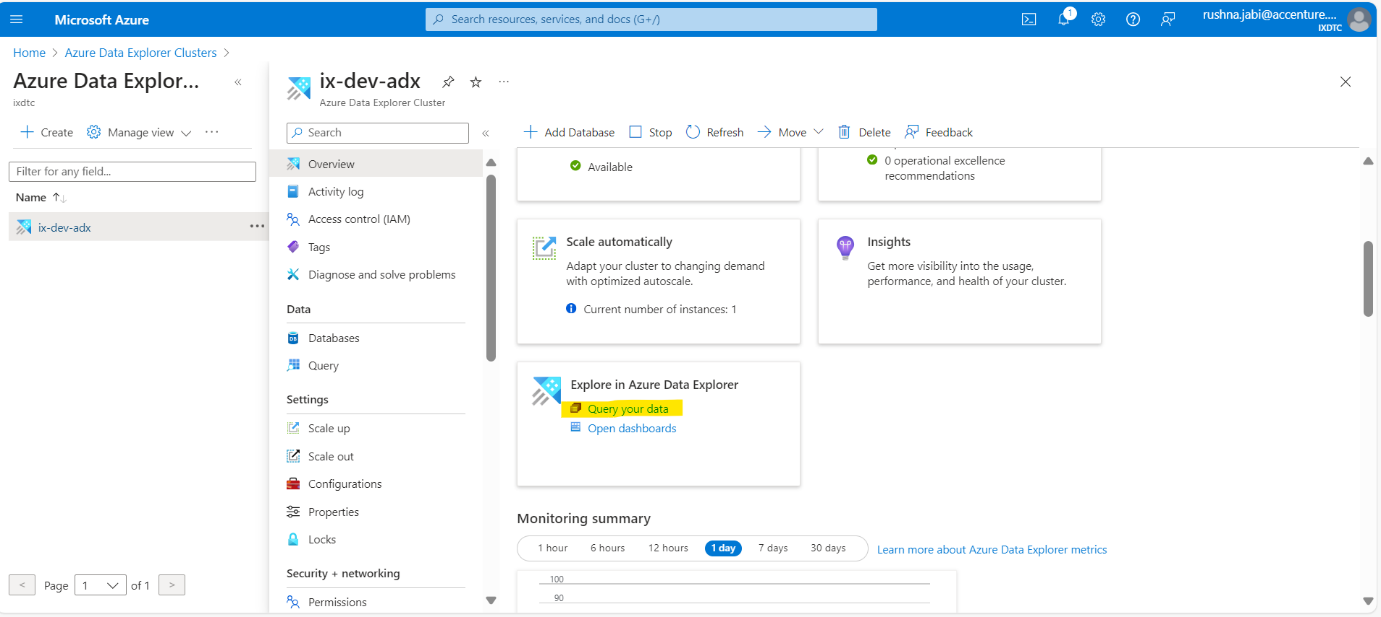 Microsoft Azure
Search resources, services, and docs (G+/)
1
rushna.jabi@accenture....
IXDTC
Home > Azure Data Explorer Clusters >
Azure Data Explor... «
ixdtc
+ Create
Manage view
...
Filter for any field...
Name ↑↓
ix-dev-adx ...
Page 1 of 1
ix-dev-adx ...
Azure Data Explorer Cluster
Search «
Overview
Activity log
Access control (IAM)
Tags
Diagnose and solve problems
Data
Databases
Query
Settings
Scale up
Scale out
Configurations
Properties
Locks
Security + networking
Permissions
+ Add Database Stop Refresh Move Delete Feedback
Available
0 operational excellence
recommendations
Scale automatically
Adapt your cluster to changing demand
with optimized autoscale.
Current number of instances: 1
Insights
Get more visibility into the usage,
performance, and health of your cluster.
Explore in Azure Data Explorer
Query your data
Open dashboards
Monitoring summary
1 hour 6 hours 12 hours 1 day 7 days 30 days
Learn more about Azure Data Explorer metrics
100
90